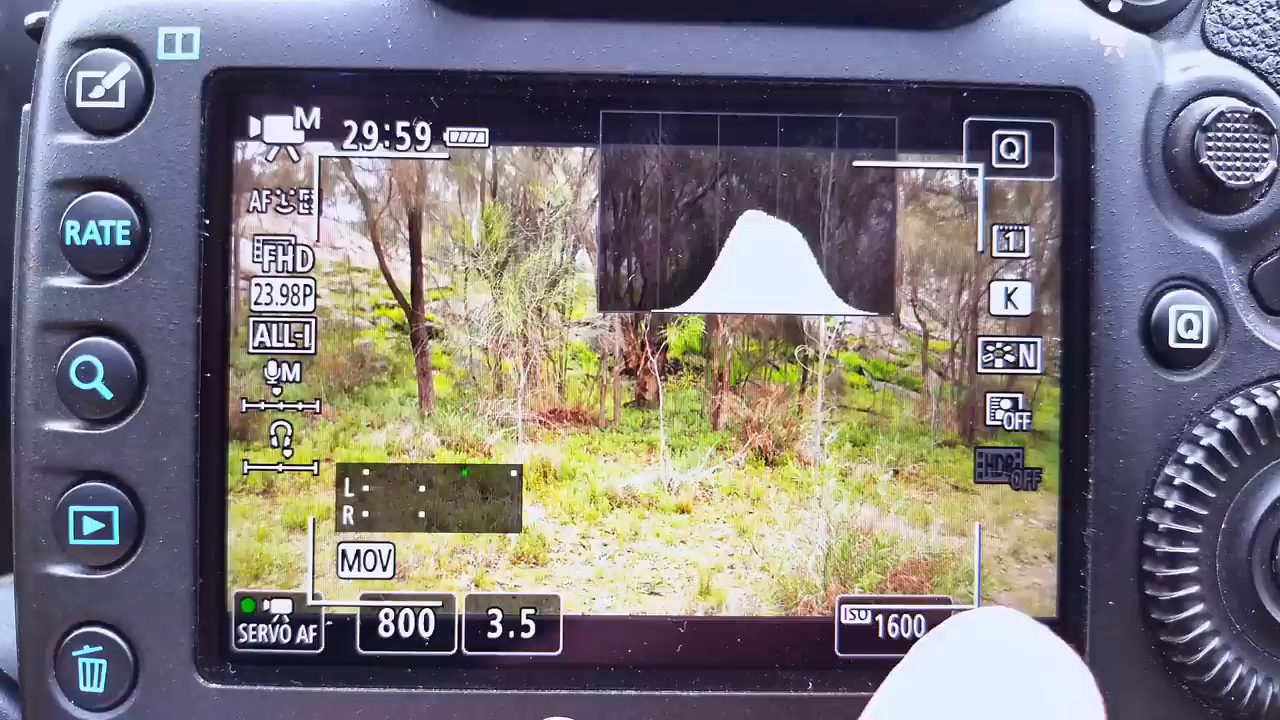 M
29:59
Q
AF
FHD
1
RATE
23.98P
K
ALL-I
N
Q
M
OFF
HDR
OFF
L
R
MOV
SERVO AF
800
3.5
ISO
1600